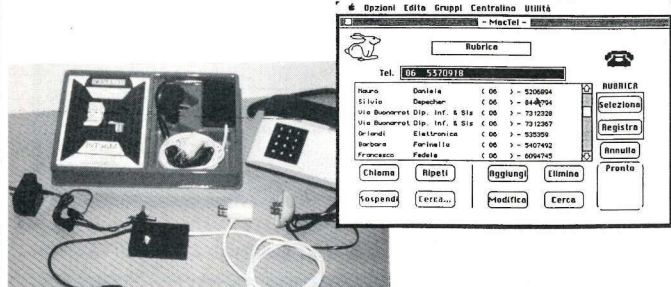 Opzioni Edita Gruppi Centralino Utilità
- MacTel -
Rubrica
Tel. 06 5370918
Mauro Daniela ( 06 ) - 5206894
Silvio Depecher ( 06 ) - 8444794
Via Buonarrot Dip. Inf. & Sis ( 06 ) - 7312328
Via Buonarrot Dip. Inf. & Sis ( 06 ) - 7312367
Orlandi Elettronica ( 06 ) - 535359
Barbara Farinella ( 06 ) - 5407492
Francesco Fedele ( 06 ) - 6094745
RUBRICA
Seleziona
Registra
Annulla
Pronto
Chiama Ripeti Aggiungi Elimina
Sospendi Cerca... Modifica Cerca